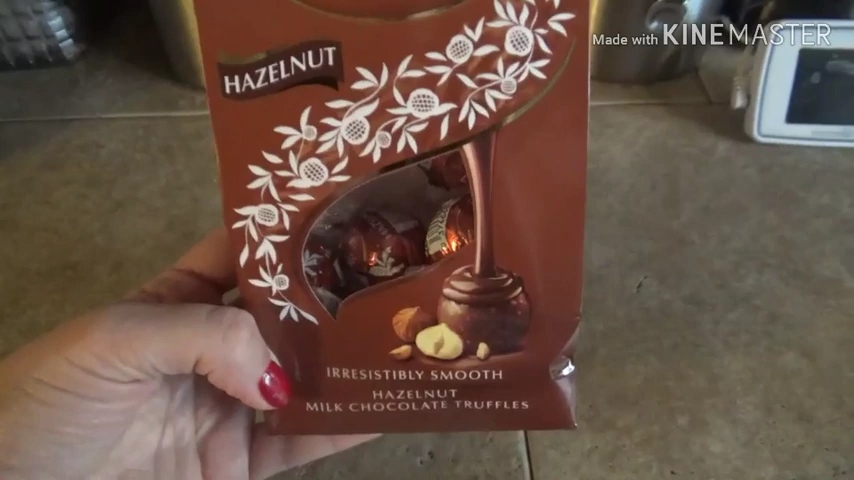 Made with KINEMASTER
HAZELNUT
IRRESISTIBLY SMOOTH
HAZELNUT
MILK CHOCOLATE TRUFFLES